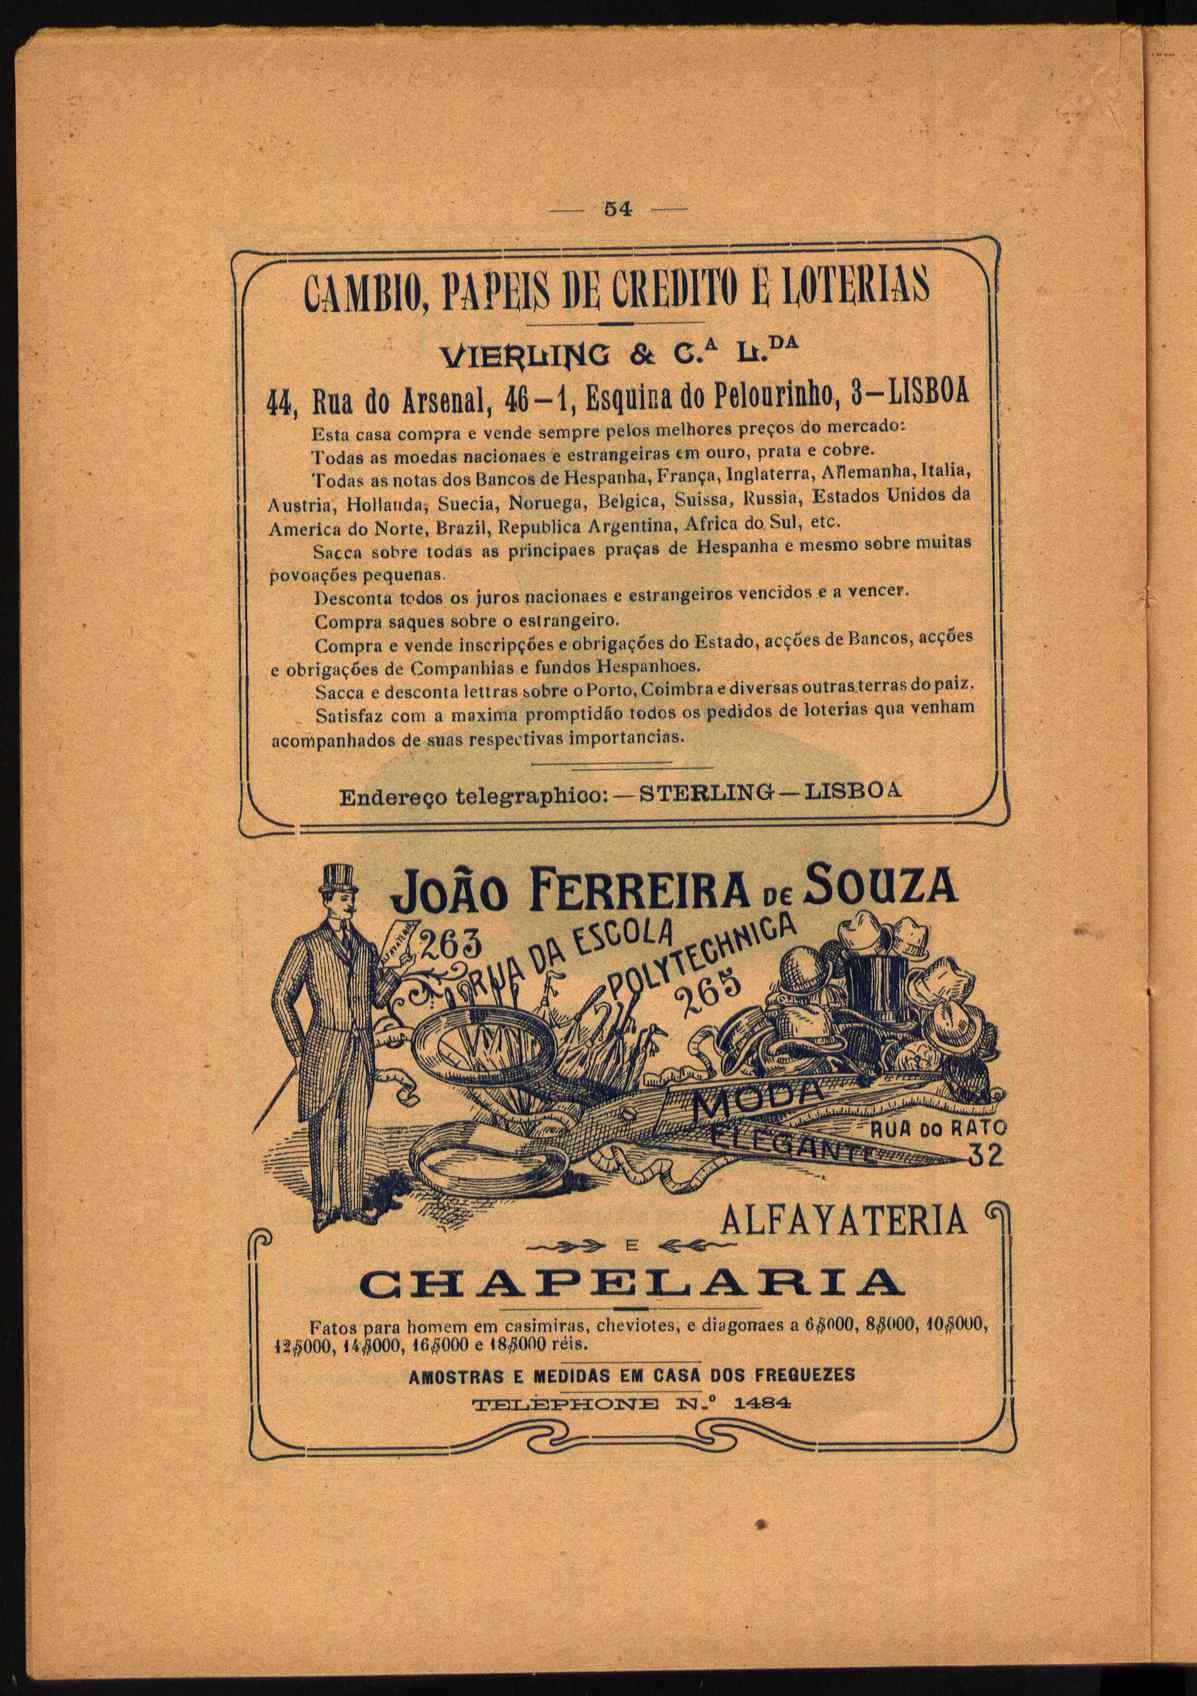 — 54 —
CAMBIO, PAPEIS DE CREDITO E LOTERIAS
VIERLING & C.A L.DA
44, Rua do Arsenal, 46—1, Esquina do Pelourinho, 3—LISBOA
Esta casa compra e vende sempre pelos melhores preços do mercado:
Todas as moedas nacionaes e estrangeiras em ouro, prata e cobre.
Todas as notas dos Bancos de Hespanha, França, Inglaterra, Allemanha, Italia,
Austria, Hollanda, Suecia, Noruega, Belgica, Suissa, Russia, Estados Unidos da
America do Norte, Brazil, Republica Argentina, Africa do Sul, etc.
Sacca sobre todas as principaes praças de Hespanha e mesmo sobre muitas
povoações pequenas.
Desconta todos os juros nacionaes e estrangeiros vencidos e a vencer.
Compra saques sobre o estrangeiro.
Compra e vende inscripções e obrigações do Estado, acções de Bancos, acções
e obrigações de Companhias e fundos Hespanhoes.
Sacca e desconta lettras sobre o Porto, Coimbra e diversas outras terras do paiz.
Satisfaz com a maxima promptidão todos os pedidos de loterias qua venham
acompanhados de suas respectivas importancias.
Endereço telegraphico:—STERLING—LISBOA
JOÃO FERREIRA DE SOUZA
263
RUA DA ESCOLA
POLYTECHNICA
265
MODA
ELEGANTE
RUA DO RATO
32
ALFAYATERIA
E
CHAPELARIA
Fatos para homem em casimiras, cheviotes, e diagonaes a 6$000, 8$000, 10$000,
12$000, 14$000, 16$000 e 18$000 réis.
AMOSTRAS E MEDIDAS EM CASA DOS FREGUEZES
TELEPHONE N.º 1484